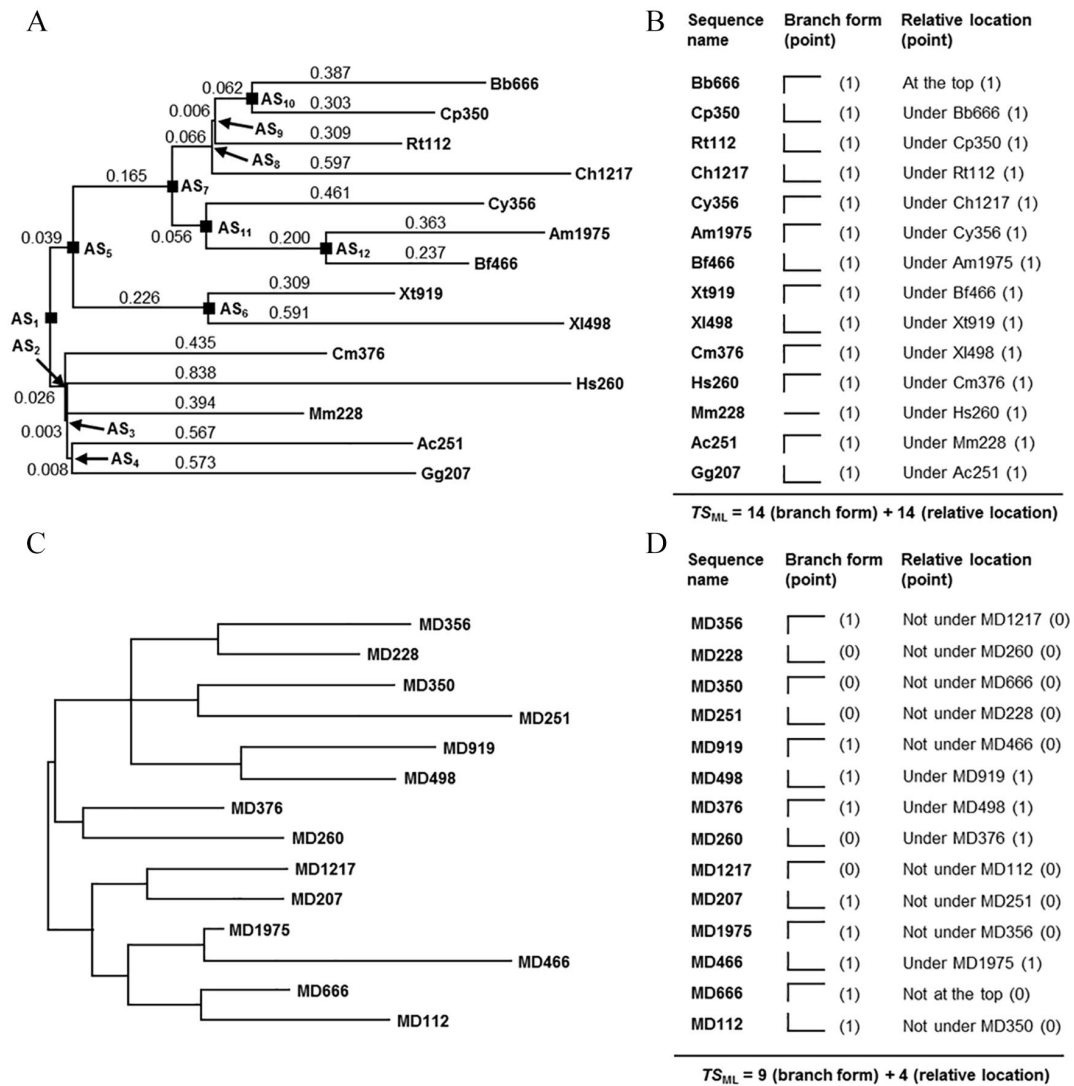 A
0.387
Bb666
0.062
AS10
0.303
Cp350
0.006
AS9
0.309
Rt112
0.066
AS8
0.597
Ch1217
0.165
AS7
0.461
Cy356
0.056
AS11
0.363
Am1975
0.200
AS12
0.237
Bf466
0.039
AS5
0.309
Xt919
0.226
AS6
0.591
Xl498
AS1
AS2
0.435
Cm376
0.838
Hs260
0.026
0.394
Mm228
0.003
AS3
0.567
Ac251
0.008
AS4
0.573
Gg207
B
Sequence name Branch form (point) Relative location (point)
Bb666 (1) At the top (1)
Cp350 (1) Under Bb666 (1)
Rt112 (1) Under Cp350 (1)
Ch1217 (1) Under Rt112 (1)
Cy356 (1) Under Ch1217 (1)
Am1975 (1) Under Cy356 (1)
Bf466 (1) Under Am1975 (1)
Xt919 (1) Under Bf466 (1)
Xl498 (1) Under Xt919 (1)
Cm376 (1) Under Xl498 (1)
Hs260 (1) Under Cm376 (1)
Mm228 (1) Under Hs260 (1)
Ac251 (1) Under Mm228 (1)
Gg207 (1) Under Ac251 (1)
TSML = 14 (branch form) + 14 (relative location)
C
MD356
MD228
MD350
MD251
MD919
MD498
MD376
MD260
MD1217
MD207
MD1975
MD466
MD666
MD112
D
Sequence name Branch form (point) Relative location (point)
MD356 (1) Not under MD1217 (0)
MD228 (0) Not under MD260 (0)
MD350 (0) Not under MD666 (0)
MD251 (0) Not under MD228 (0)
MD919 (1) Not under MD466 (0)
MD498 (1) Under MD919 (1)
MD376 (1) Under MD498 (1)
MD260 (0) Under MD376 (1)
MD1217 (0) Not under MD112 (0)
MD207 (1) Not under MD251 (0)
MD1975 (1) Not under MD356 (0)
MD466 (1) Under MD1975 (1)
MD666 (1) Not at the top (0)
MD112 (1) Not under MD350 (0)
TSML = 9 (branch form) + 4 (relative location)